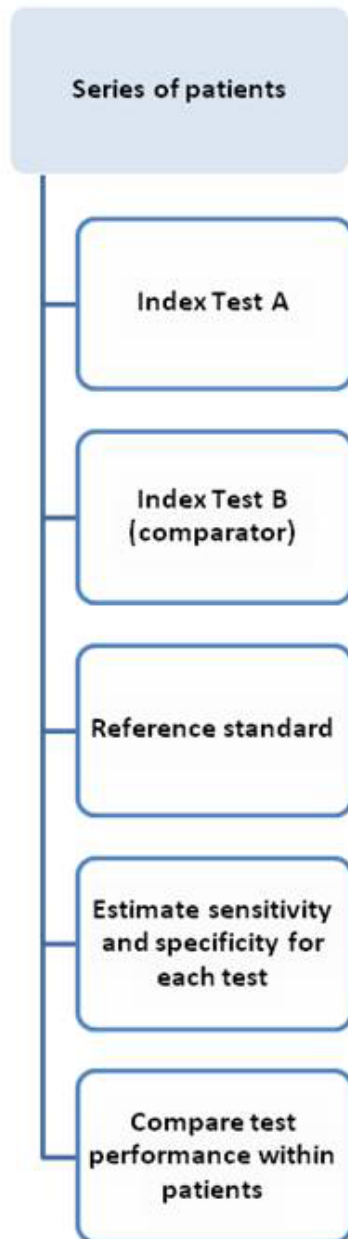 Series of patients
Index Test A
Index Test B
(comparator)
Reference standard
Estimate sensitivity
and specificity for
each test
Compare test
performance within
patients